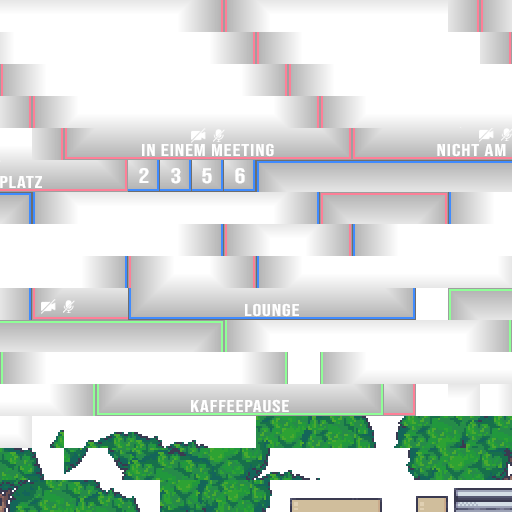 IN EINEM MEETING
NICHT AM
PLATZ
2 3 5 6
LOUNGE
KAFFEEPAUSE